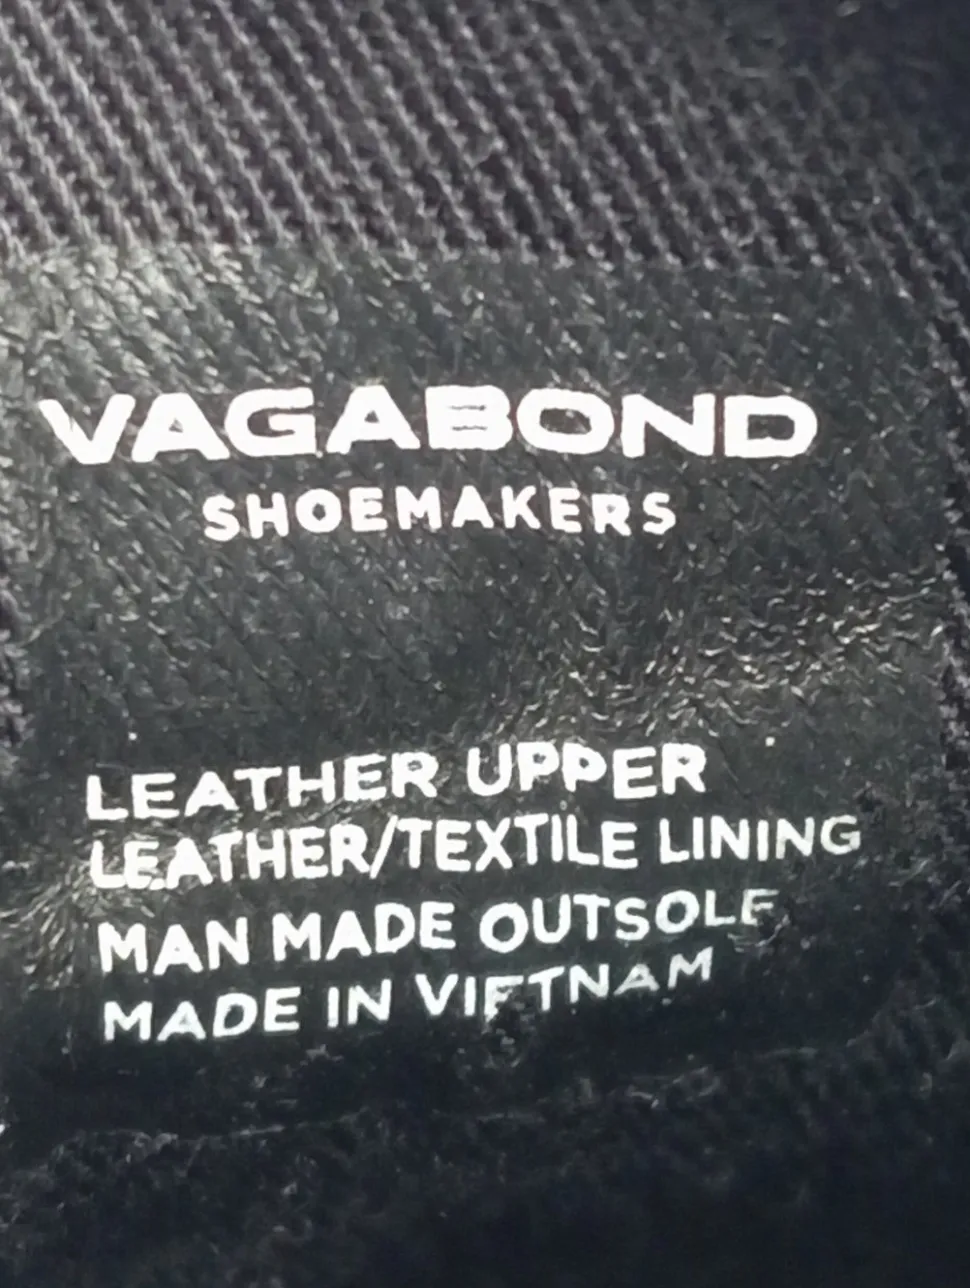 VAGABOND
SHOEMAKERS
LEATHER UPPER
LEATHER/TEXTILE LINING
MAN MADE OUTSOLE
MADE IN VIETNAM